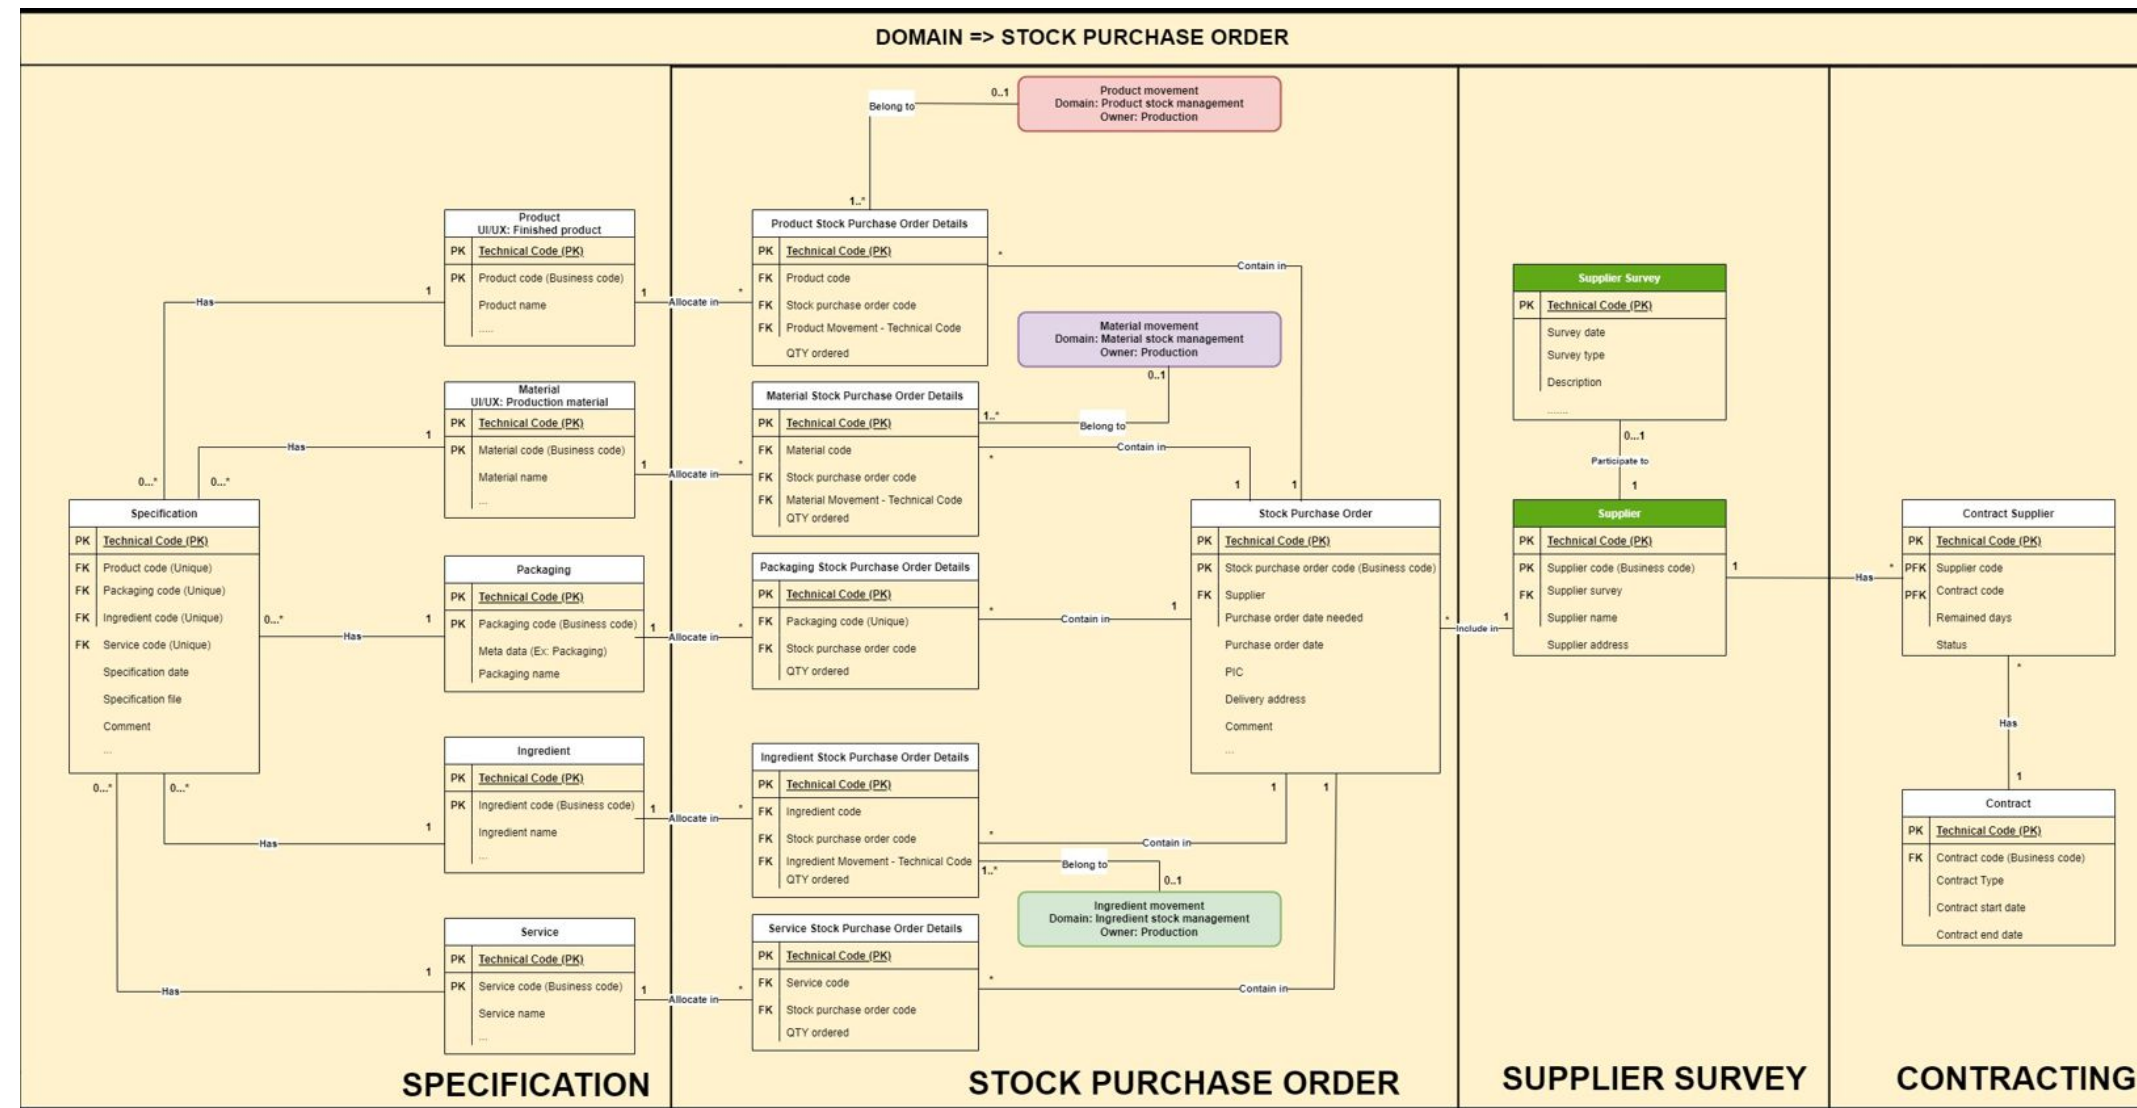 DOMAIN => STOCK PURCHASE ORDER
Product movement
Domain: Product stock management
Owner: Production
0..1
Belong to
1..*
Product
UI/UX: Finished product
PK Technical Code (PK)
PK Product code (Business code)
Product name
.....
1
Has
1
Allocate in
*
Product Stock Purchase Order Details
PK Technical Code (PK)
FK Product code
FK Stock purchase order code
FK Product Movement - Technical Code
QTY ordered
*
Contain in
1
Material movement
Domain: Material stock management
Owner: Production
0..1
1..*
Belong to
Material
UI/UX: Production material
PK Technical Code (PK)
PK Material code (Business code)
Material name
...
1
Has
1
Allocate in
*
Material Stock Purchase Order Details
PK Technical Code (PK)
FK Material code
FK Stock purchase order code
FK Material Movement - Technical Code
QTY ordered
*
Contain in
1
0...*
0...*
Specification
PK Technical Code (PK)
FK Product code (Unique)
FK Packaging code (Unique)
FK Ingredient code (Unique)
FK Service code (Unique)
Specification date
Specification file
Comment
...
0...*
Has
1
Packaging
PK Technical Code (PK)
PK Packaging code (Business code)
Meta data (Ex: Packaging)
Packaging name
1
Allocate in
*
Packaging Stock Purchase Order Details
PK Technical Code (PK)
FK Packaging code (Unique)
FK Stock purchase order code
QTY ordered
*
Contain in
1
Stock Purchase Order
PK Technical Code (PK)
PK Stock purchase order code (Business code)
FK Supplier
Purchase order date needed
Purchase order date
PIC
Delivery address
Comment
...
*
Include in
1
Supplier Survey
PK Technical Code (PK)
Survey date
Survey type
Description
.......
0...1
Participate to
1
Supplier
PK Technical Code (PK)
PK Supplier code (Business code)
FK Supplier survey
Supplier name
Supplier address
1
Has
*
Contract Supplier
PK Technical Code (PK)
PFK Supplier code
PFK Contract code
Remained days
Status
*
Has
1
Contract
PK Technical Code (PK)
FK Contract code (Business code)
Contract Type
Contract start date
Contract end date
0...*
0...*
Ingredient
PK Technical Code (PK)
PK Ingredient code (Business code)
Ingredient name
...
1
Has
1
Allocate in
*
Ingredient Stock Purchase Order Details
PK Technical Code (PK)
FK Ingredient code
FK Stock purchase order code
FK Ingredient Movement - Technical Code
QTY ordered
*
Contain in
1
1
1..*
Belong to
0..1
Ingredient movement
Domain: Ingredient stock management
Owner: Production
Service
PK Technical Code (PK)
PK Service code (Business code)
Service name
...
1
Has
1
Allocate in
*
Service Stock Purchase Order Details
PK Technical Code (PK)
FK Service code
FK Stock purchase order code
QTY ordered
*
Contain in
SPECIFICATION
STOCK PURCHASE ORDER
SUPPLIER SURVEY
CONTRACTING